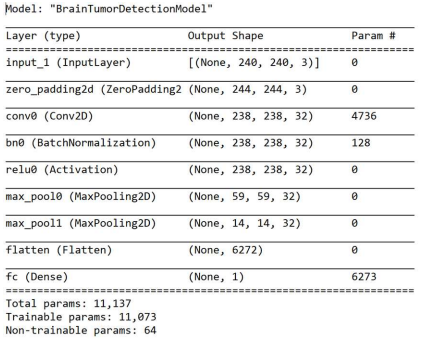 Model: "BrainTumorDetectionModel"
Layer (type) Output Shape Param #
input_1 (InputLayer) [(None, 240, 240, 3)] 0
zero_padding2d (ZeroPadding2 (None, 244, 244, 3) 0
conv0 (Conv2D) (None, 238, 238, 32) 4736
bn0 (BatchNormalization) (None, 238, 238, 32) 128
relu0 (Activation) (None, 238, 238, 32) 0
max_pool0 (MaxPooling2D) (None, 59, 59, 32) 0
max_pool1 (MaxPooling2D) (None, 14, 14, 32) 0
flatten (Flatten) (None, 6272) 0
fc (Dense) (None, 1) 6273
Total params: 11,137
Trainable params: 11,073
Non-trainable params: 64